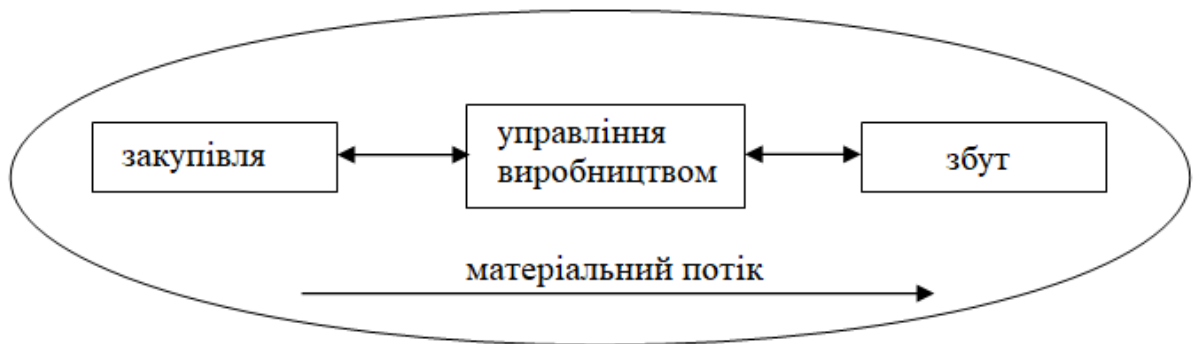 закупівля
управління
виробництвом
збут
матеріальний потік